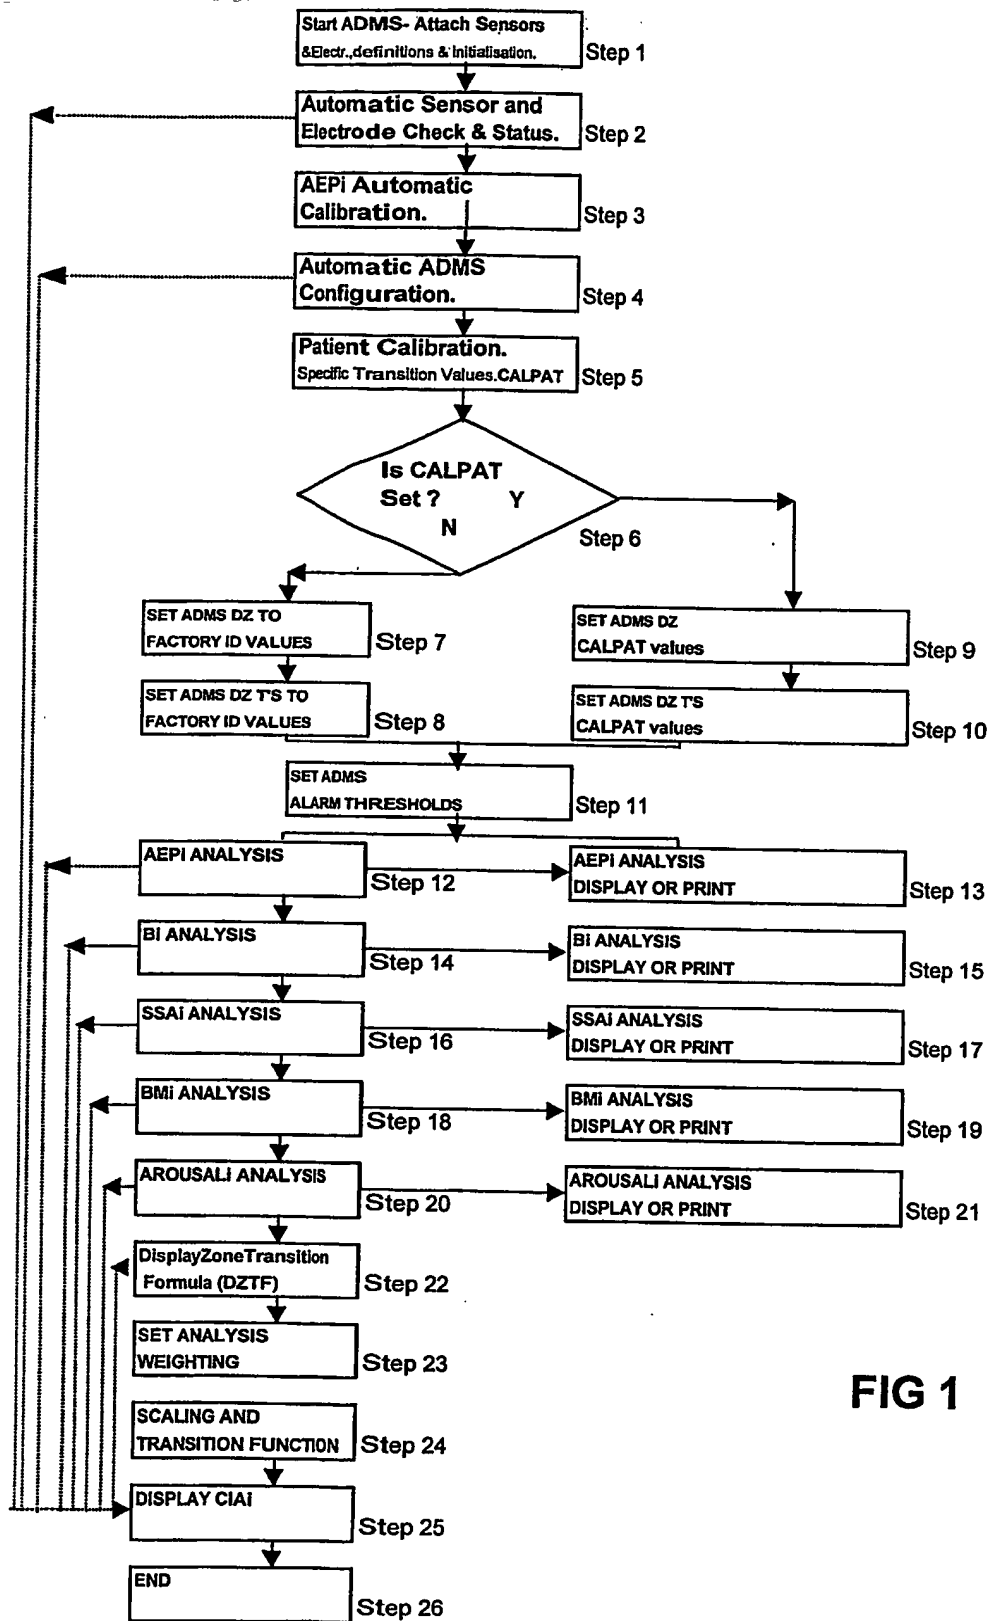 Start ADMS- Attach Sensors
&Electr.,definitions & Initialisation.
Step 1
Automatic Sensor and
Electrode Check & Status.
Step 2
AEPi Automatic
Calibration.
Step 3
Automatic ADMS
Configuration.
Step 4
Patient Calibration.
Specific Transition Values.CALPAT
Step 5
Is CALPAT
Set ? Y
N
Step 6
SET ADMS DZ TO
FACTORY ID VALUES
Step 7
SET ADMS DZ
CALPAT values
Step 9
SET ADMS DZ T'S TO
FACTORY ID VALUES
Step 8
SET ADMS DZ T'S
CALPAT values
Step 10
SET ADMS
ALARM THRESHOLDS
Step 11
AEPi ANALYSIS
Step 12
AEPi ANALYSIS
DISPLAY OR PRINT
Step 13
Bi ANALYSIS
Step 14
Bi ANALYSIS
DISPLAY OR PRINT
Step 15
SSAi ANALYSIS
Step 16
SSAi ANALYSIS
DISPLAY OR PRINT
Step 17
BMi ANALYSIS
Step 18
BMi ANALYSIS
DISPLAY OR PRINT
Step 19
AROUSALi ANALYSIS
Step 20
AROUSALi ANALYSIS
DISPLAY OR PRINT
Step 21
DisplayZoneTransition
Formula (DZTF)
Step 22
SET ANALYSIS
WEIGHTING
Step 23
SCALING AND
TRANSITION FUNCTION
Step 24
DISPLAY CIAi
Step 25
END
Step 26
FIG 1